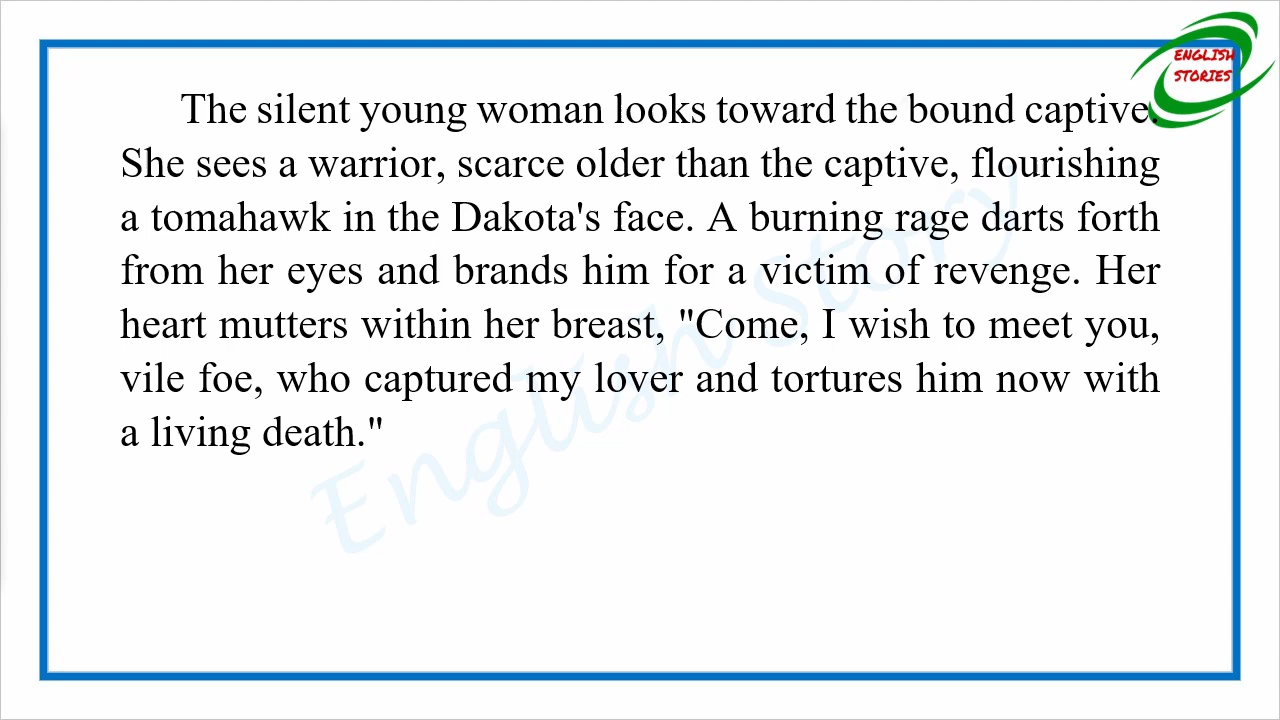 ENGLISH
STORIES
The silent young woman looks toward the bound captive.
She sees a warrior, scarce older than the captive, flourishing
a tomahawk in the Dakota's face. A burning rage darts forth
from her eyes and brands him for a victim of revenge. Her
heart mutters within her breast, "Come, I wish to meet you,
vile foe, who captured my lover and tortures him now with
a living death."
English Story